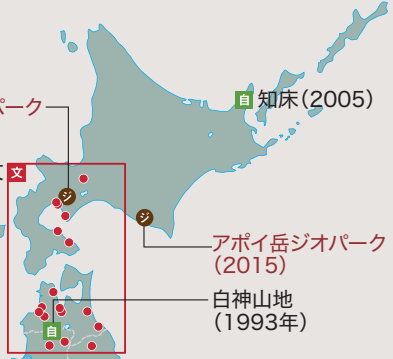 自 知床(2005)
パーク
文
ジ
ジ
アポイ岳ジオパーク
(2015)
白神山地
(1993年)
自